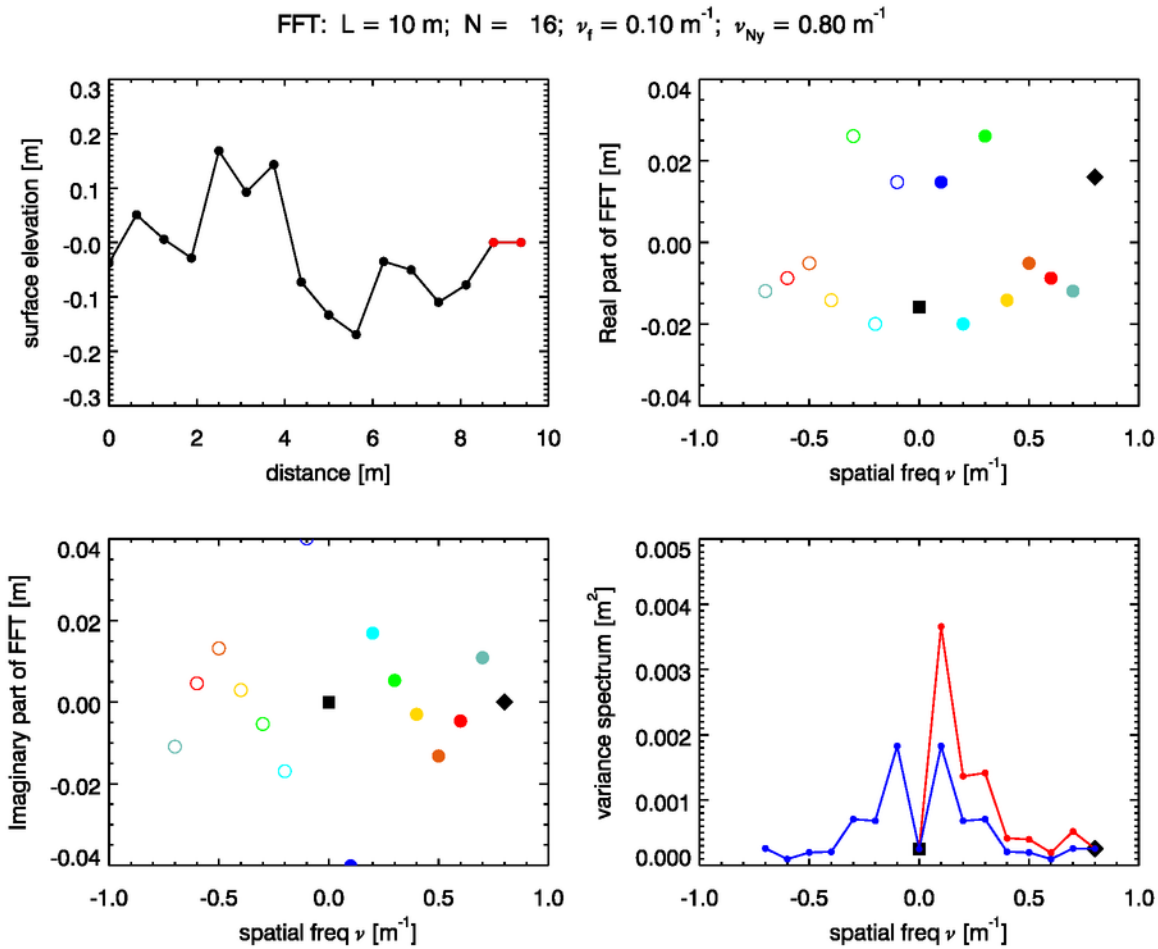 FFT: L = 10 m; N = 16; ν_f = 0.10 m⁻¹; ν_Ny = 0.80 m⁻¹
surface elevation [m]
0.3
0.2
0.1
-0.0
-0.1
-0.2
-0.3
0 2 4 6 8 10
distance [m]
Real part of FFT [m]
0.04
0.02
0.00
-0.02
-0.04
-1.0 -0.5 0.0 0.5 1.0
spatial freq ν [m⁻¹]
Imaginary part of FFT [m]
0.04
0.02
0.00
-0.02
-0.04
-1.0 -0.5 0.0 0.5 1.0
spatial freq ν [m⁻¹]
variance spectrum [m²]
0.005
0.004
0.003
0.002
0.001
0.000
-1.0 -0.5 0.0 0.5 1.0
spatial freq ν [m⁻¹]